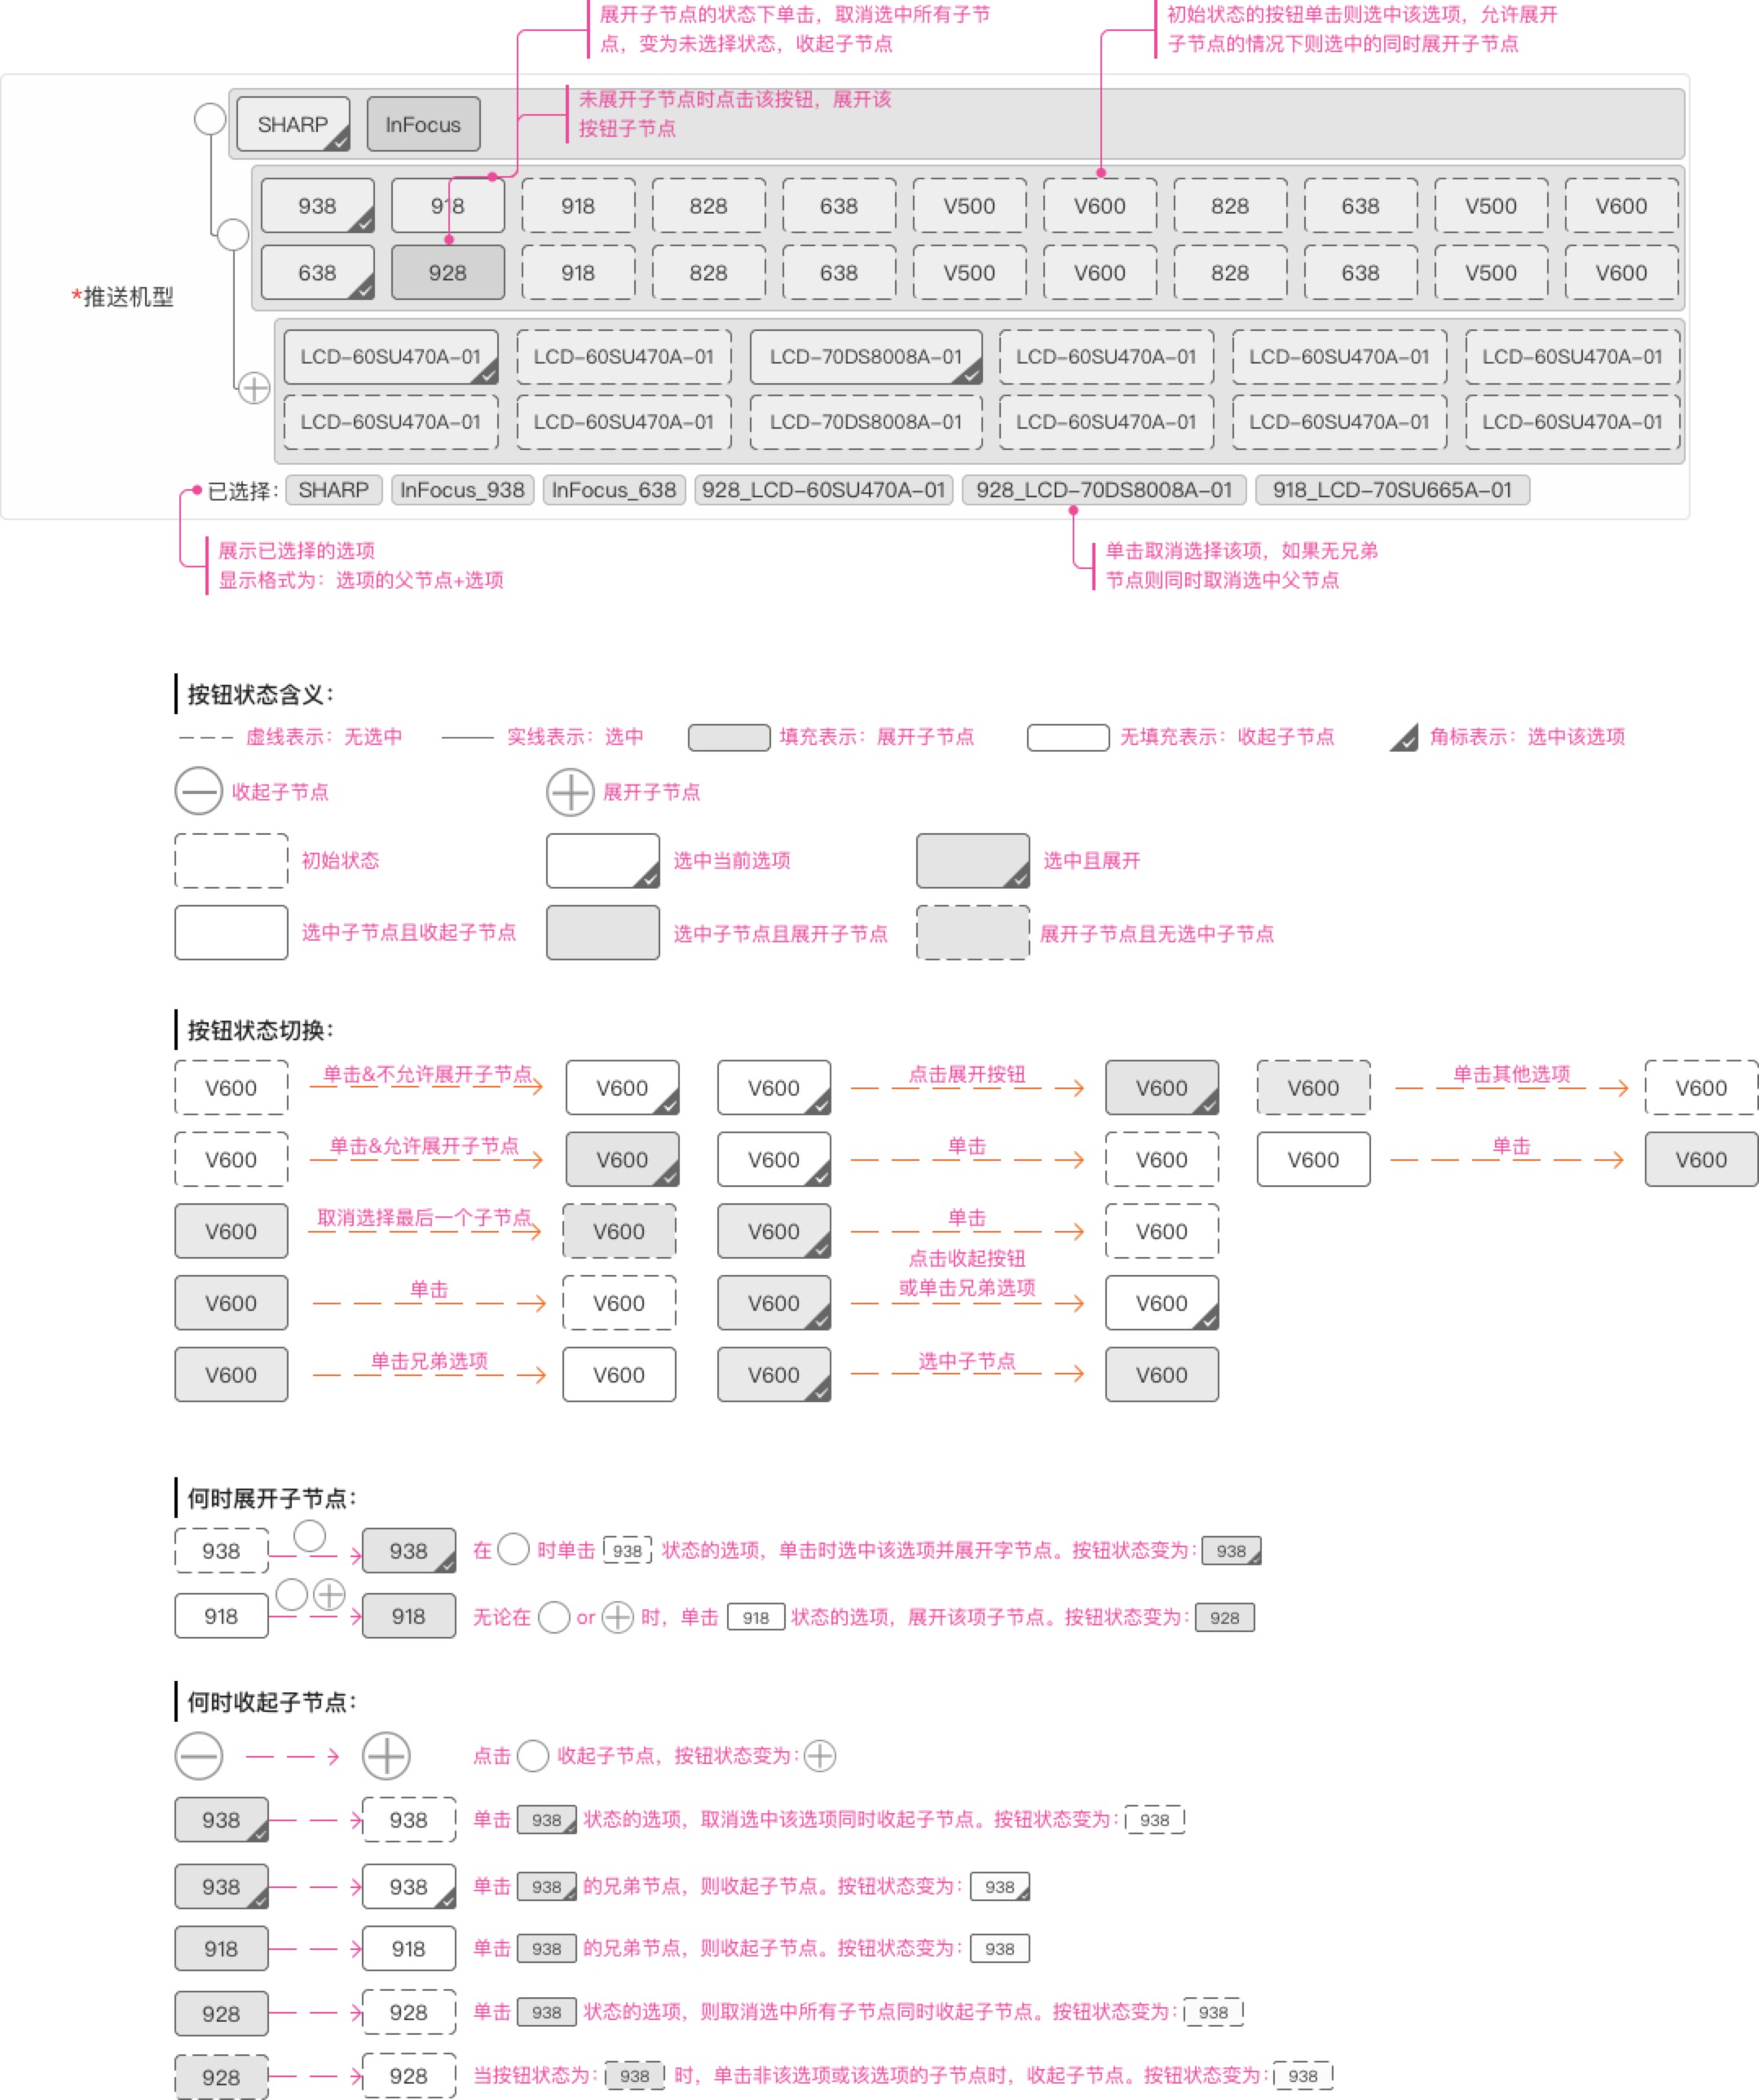 展开子节点的状态下单击，取消选中所有子节
点，变为未选择状态，收起子节点
初始状态的按钮单击则选中该选项，允许展开
子节点的情况下则选中的同时展开子节点
未展开子节点时点击该按钮，展开该
按钮子节点
SHARP InFocus
938 918 918 828 638 V500 V600 828 638 V500 V600
638 928 918 828 638 V500 V600 828 638 V500 V600
*推送机型
LCD-60SU470A-01 LCD-60SU470A-01 LCD-70DS8008A-01 LCD-60SU470A-01 LCD-60SU470A-01 LCD-60SU470A-01
LCD-60SU470A-01 LCD-60SU470A-01 LCD-70DS8008A-01 LCD-60SU470A-01 LCD-60SU470A-01 LCD-60SU470A-01
已选择： SHARP InFocus_938 InFocus_638 928_LCD-60SU470A-01 928_LCD-70DS8008A-01 918_LCD-70SU665A-01
展示已选择的选项
显示格式为：选项的父节点+选项
单击取消选择该项，如果无兄弟
节点则同时取消选中父节点
按钮状态含义：
虚线表示：无选中 实线表示：选中 填充表示：展开子节点 无填充表示：收起子节点 角标表示：选中该选项
收起子节点 展开子节点
初始状态 选中当前选项 选中且展开
选中子节点且收起子节点 选中子节点且展开子节点 展开子节点且无选中子节点
按钮状态切换：
V600 单击&不允许展开子节点 V600 V600 点击展开按钮 V600 V600 单击其他选项 V600
V600 单击&允许展开子节点 V600 V600 单击 V600 V600 单击 V600
V600 取消选择最后一个子节点 V600 V600 单击 V600
V600 单击 V600 V600 点击收起按钮
或单击兄弟选项 V600
V600 单击兄弟选项 V600 V600 选中子节点 V600
何时展开子节点：
938 938 在 时单击 938 状态的选项，单击时选中该选项并展开字节点。按钮状态变为： 938
918 918 无论在 or 时，单击 918 状态的选项，展开该项子节点。按钮状态变为： 928
何时收起子节点：
点击 收起子节点，按钮状态变为：
938 938 单击 938 状态的选项，取消选中该选项同时收起子节点。按钮状态变为： 938
938 938 单击 938 的兄弟节点，则收起子节点。按钮状态变为： 938
918 918 单击 938 的兄弟节点，则收起子节点。按钮状态变为： 938
928 928 单击 938 状态的选项，则取消选中所有子节点同时收起子节点。按钮状态变为： 938
928 928 当按钮状态为： 938 时，单击非该选项或该选项的子节点时，收起子节点。按钮状态变为： 938